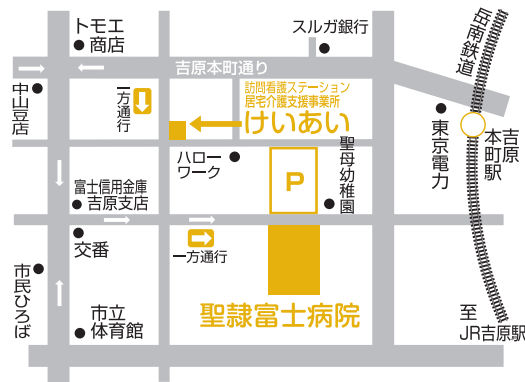 トモエ
商店
スルガ銀行
岳南鉄道
吉原本町通り
中山豆店
一方通行
訪問看護ステーション
居宅介護支援事業所
けいあい
東京電力
吉原
本町駅
ハロー
ワーク
聖母幼稚園
P
富士信用金庫
吉原支店
交番
一方通行
市民ひろば
市立
体育館
聖隷富士病院
至
JR吉原駅